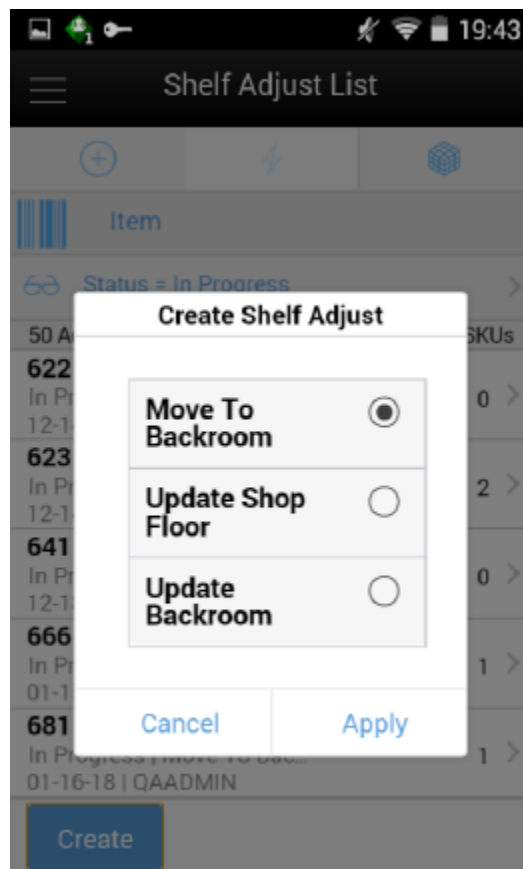 1
19:43
Shelf Adjust List
Item
Status = In Progress
Create Shelf Adjust
50 A
SKUs
622
In Pr
0
12-1
Move To
Backroom
623
In Pr
2
12-1
Update Shop
Floor
641
In Pr
0
12-1
Update
Backroom
666
In Pr
1
01-1
Cancel
Apply
681
In Progress | Move To Bac...
1
01-16-18 | QAADMIN
Create